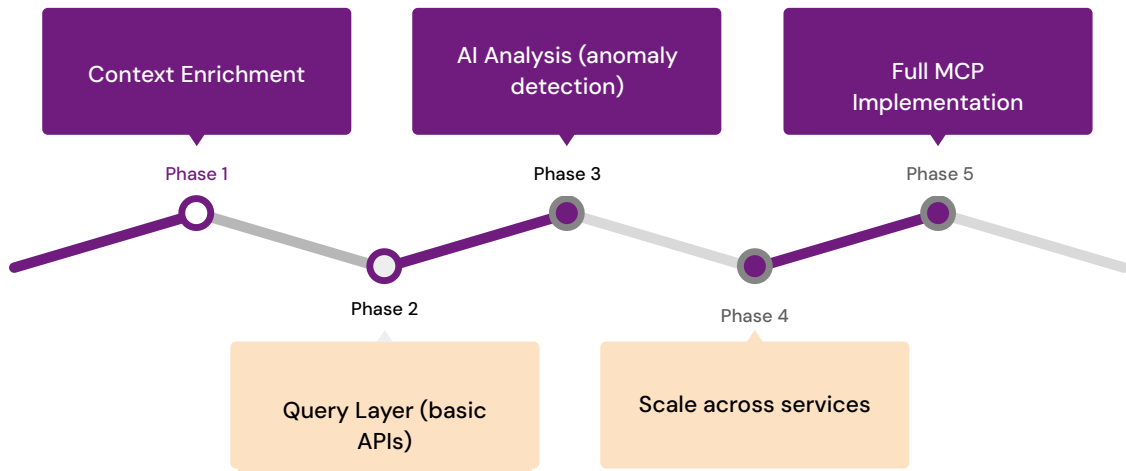 Context Enrichment
AI Analysis (anomaly
detection)
Full MCP
Implementation
Phase 1
Phase 3
Phase 5
Phase 2
Phase 4
Query Layer (basic
APIs)
Scale across services